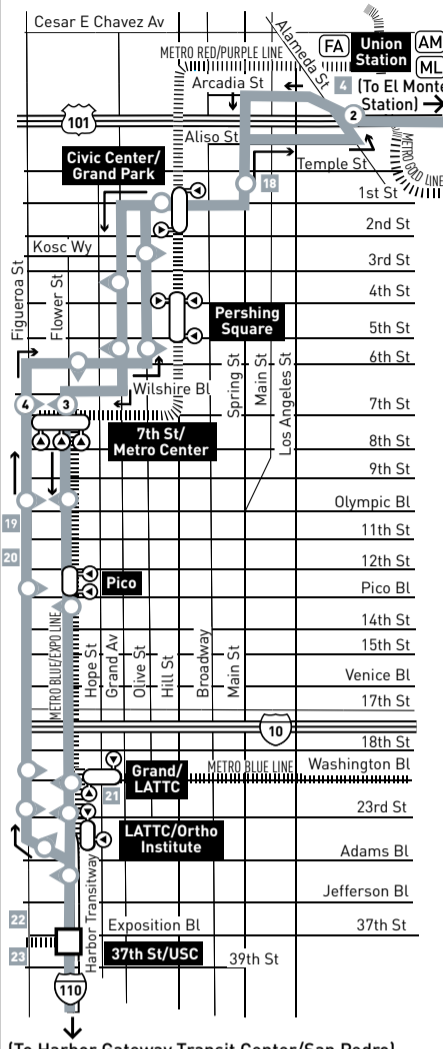 Cesar E Chavez Av
Alameda St
METRO RED/PURPLE LINE
FA
Union
Station
AM
ML
Arcadia St
4
(To El Monte
Station)
101
2
Aliso St
Temple St
METRO GOLD LINE
Civic Center/
Grand Park
18
1st St
2nd St
Kosc Wy
3rd St
4th St
Figueroa St
Flower St
Pershing
Square
5th St
6th St
Spring St
Main St
Los Angeles St
Wilshire Bl
4
3
7th St
7th St/
Metro Center
8th St
9th St
Olympic Bl
19
11th St
20
12th St
Pico
Pico Bl
14th St
METRO BLUE/EXPO LINE
Hope St
Grand Av
Olive St
Hill St
Broadway
Main St
15th St
Venice Bl
17th St
10
18th St
Grand/
LATTC
METRO BLUE LINE
Washington Bl
21
23rd St
LATTC/Ortho
Institute
Adams Bl
Harbor Transitway
Jefferson Bl
22
Exposition Bl
37th St
23
37th St/USC
39th St
110
(To Harbor Gateway Transit Center/San Pedro)